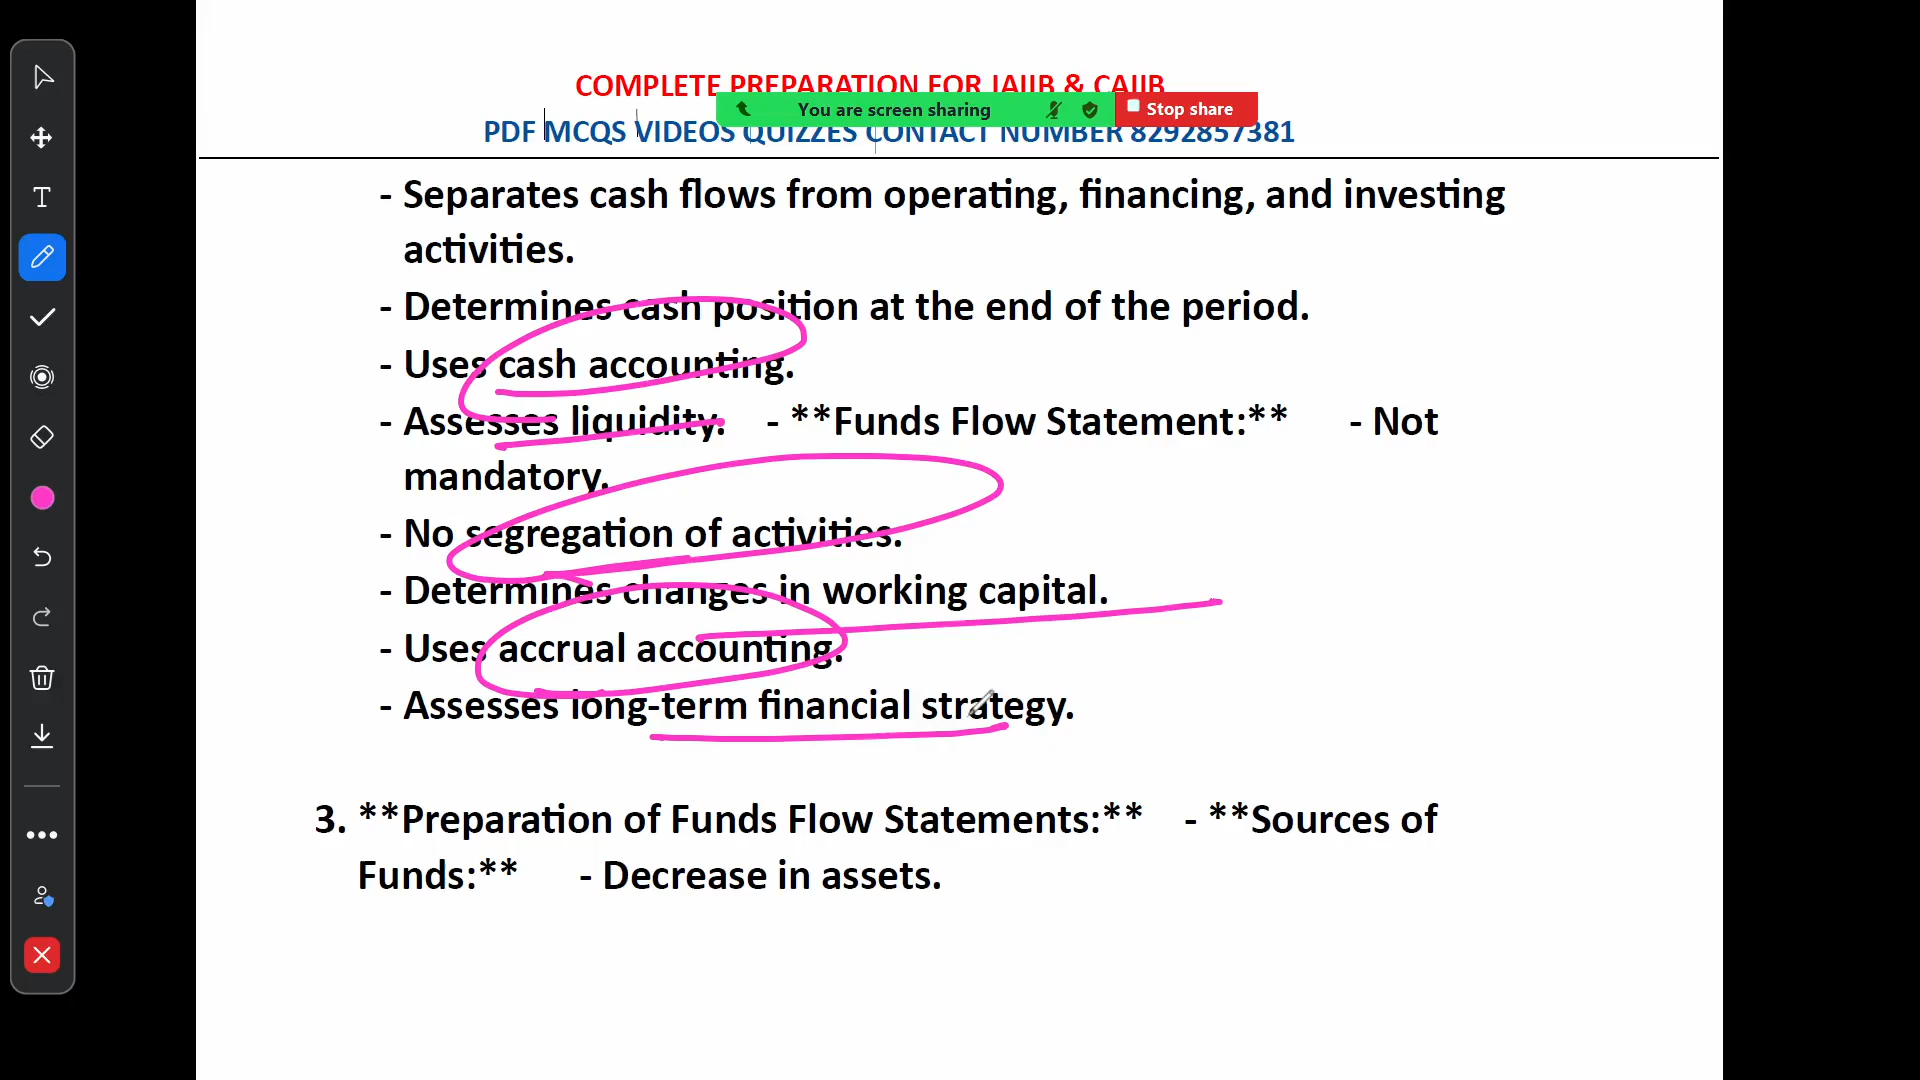 COMPLETE PREPARATION FOR JAIIB & CAIIB
You are screen sharing
Stop share
PDF MCQS VIDEOS QUIZZES CONTACT NUMBER 8292857381
- Separates cash flows from operating, financing, and investing
activities.
- Determines cash position at the end of the period.
- Uses cash accounting.
- Assesses liquidity. - **Funds Flow Statement:** - Not
mandatory.
- No segregation of activities.
- Determines changes in working capital.
- Uses accrual accounting.
- Assesses long-term financial strategy.
3. **Preparation of Funds Flow Statements:** - **Sources of
Funds:** - Decrease in assets.